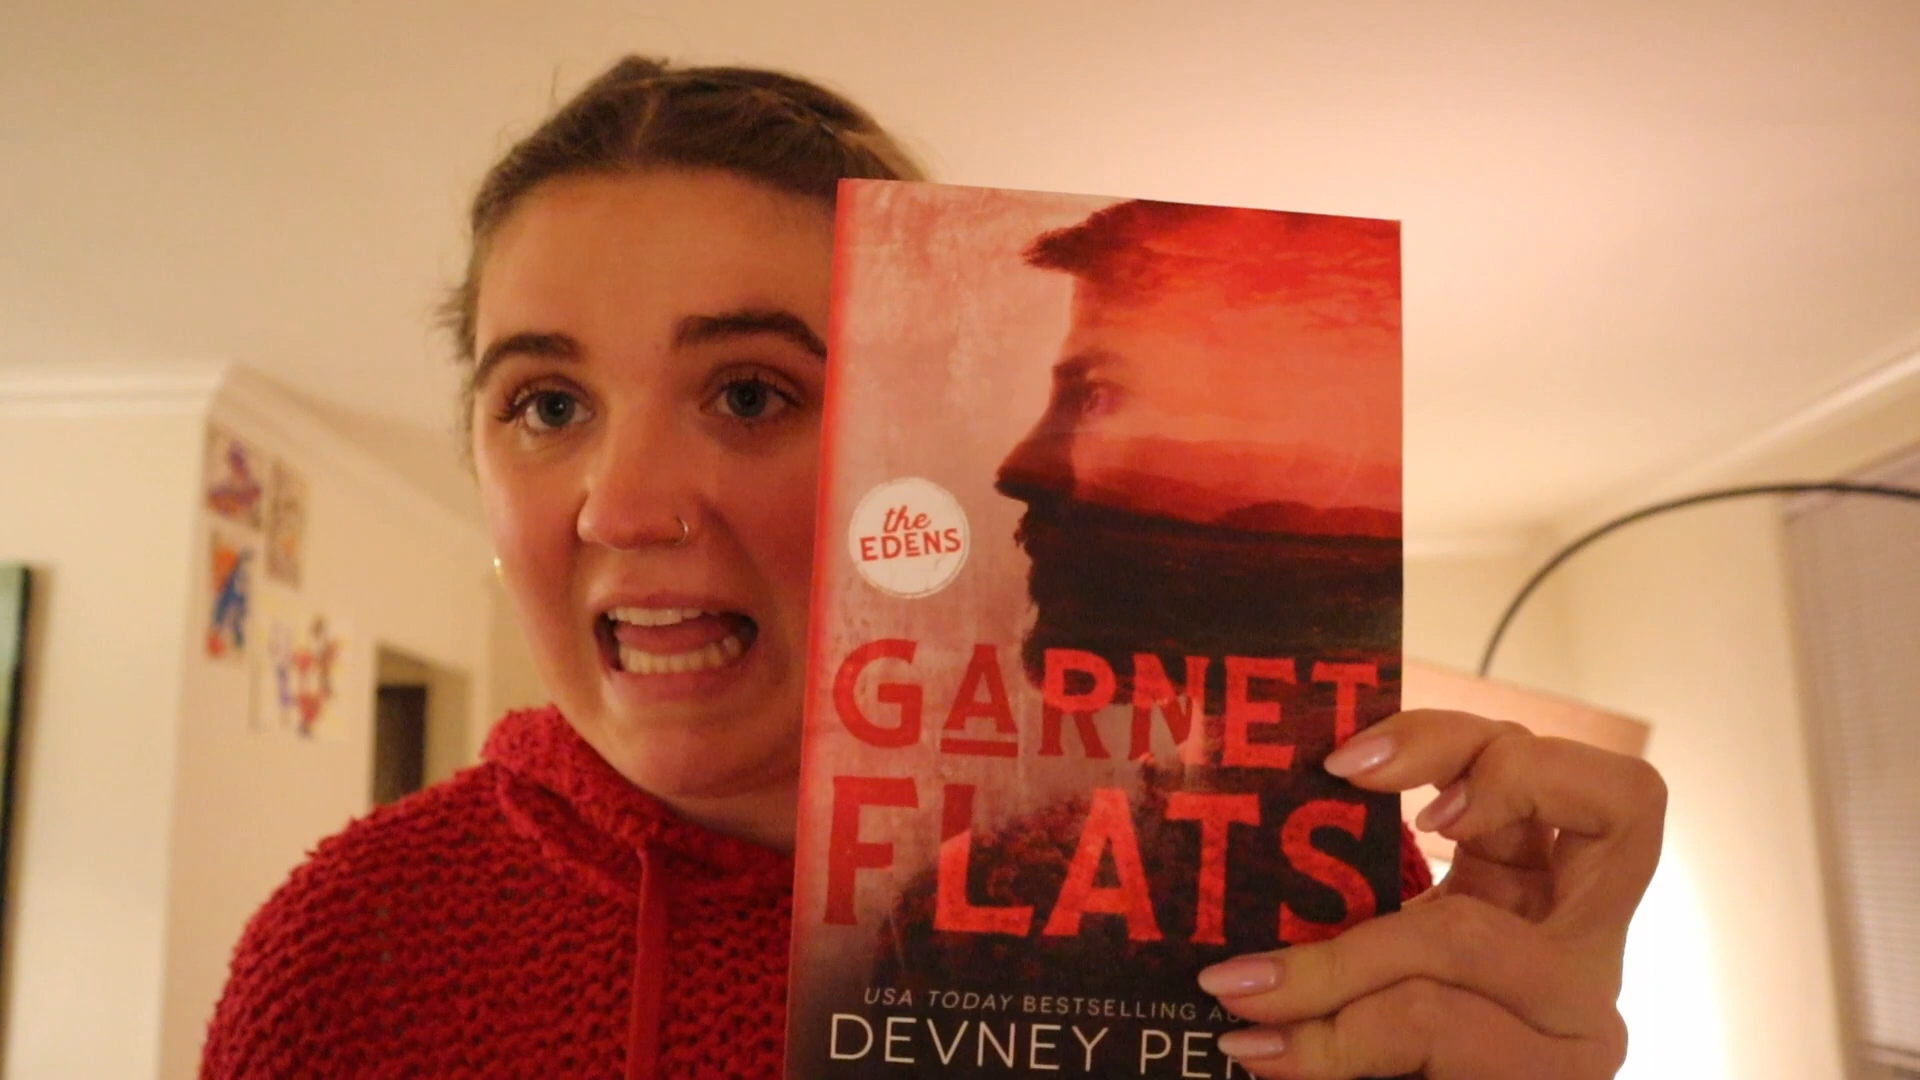 the
EDENS
GARNET
FLATS
USA TODAY BESTSELLING
DEVNEY